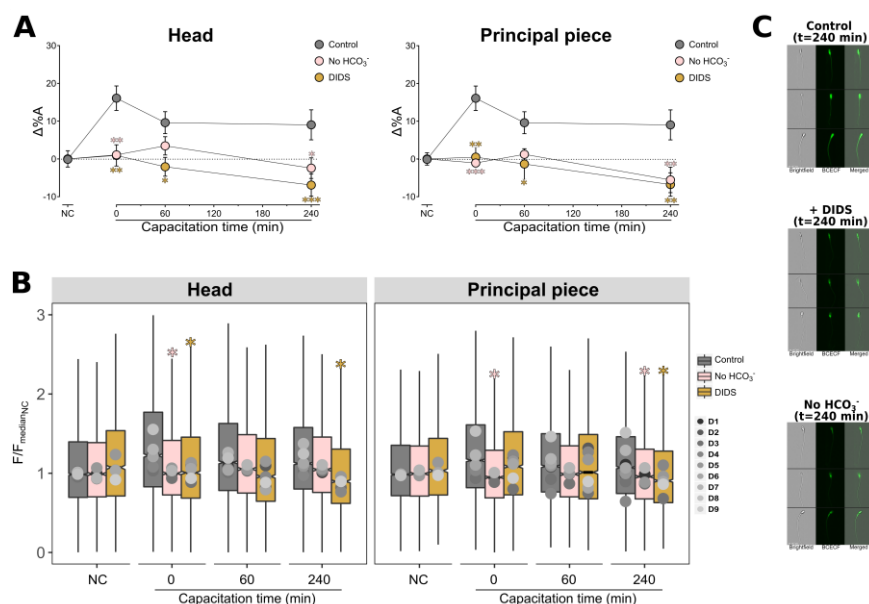 A
Head
Principal piece
Δ%A
30
20
10
0
-10
Control
No HCO₃⁻
DIDS
**
**
*
*
***
NC
0
60
120
180
240
Capacitation time (min)
Δ%A
30
20
10
0
-10
Control
No HCO₃⁻
DIDS
**
***
*
**
**
NC
0
60
120
180
240
Capacitation time (min)
B
Head
Principal piece
F/F_medianNC
3
2
1
0
*
*
*
*
*
*
NC
0
60
240
Capacitation time (min)
NC
0
60
240
Capacitation time (min)
Control
No HCO₃⁻
DIDS
D1
D2
D3
D4
D5
D6
D7
D8
D9
C
Control
(t=240 min)
Brightfield BCECF Merged
+ DIDS
(t=240 min)
Brightfield BCECF Merged
No HCO₃⁻
(t=240 min)
Brightfield BCECF Merged